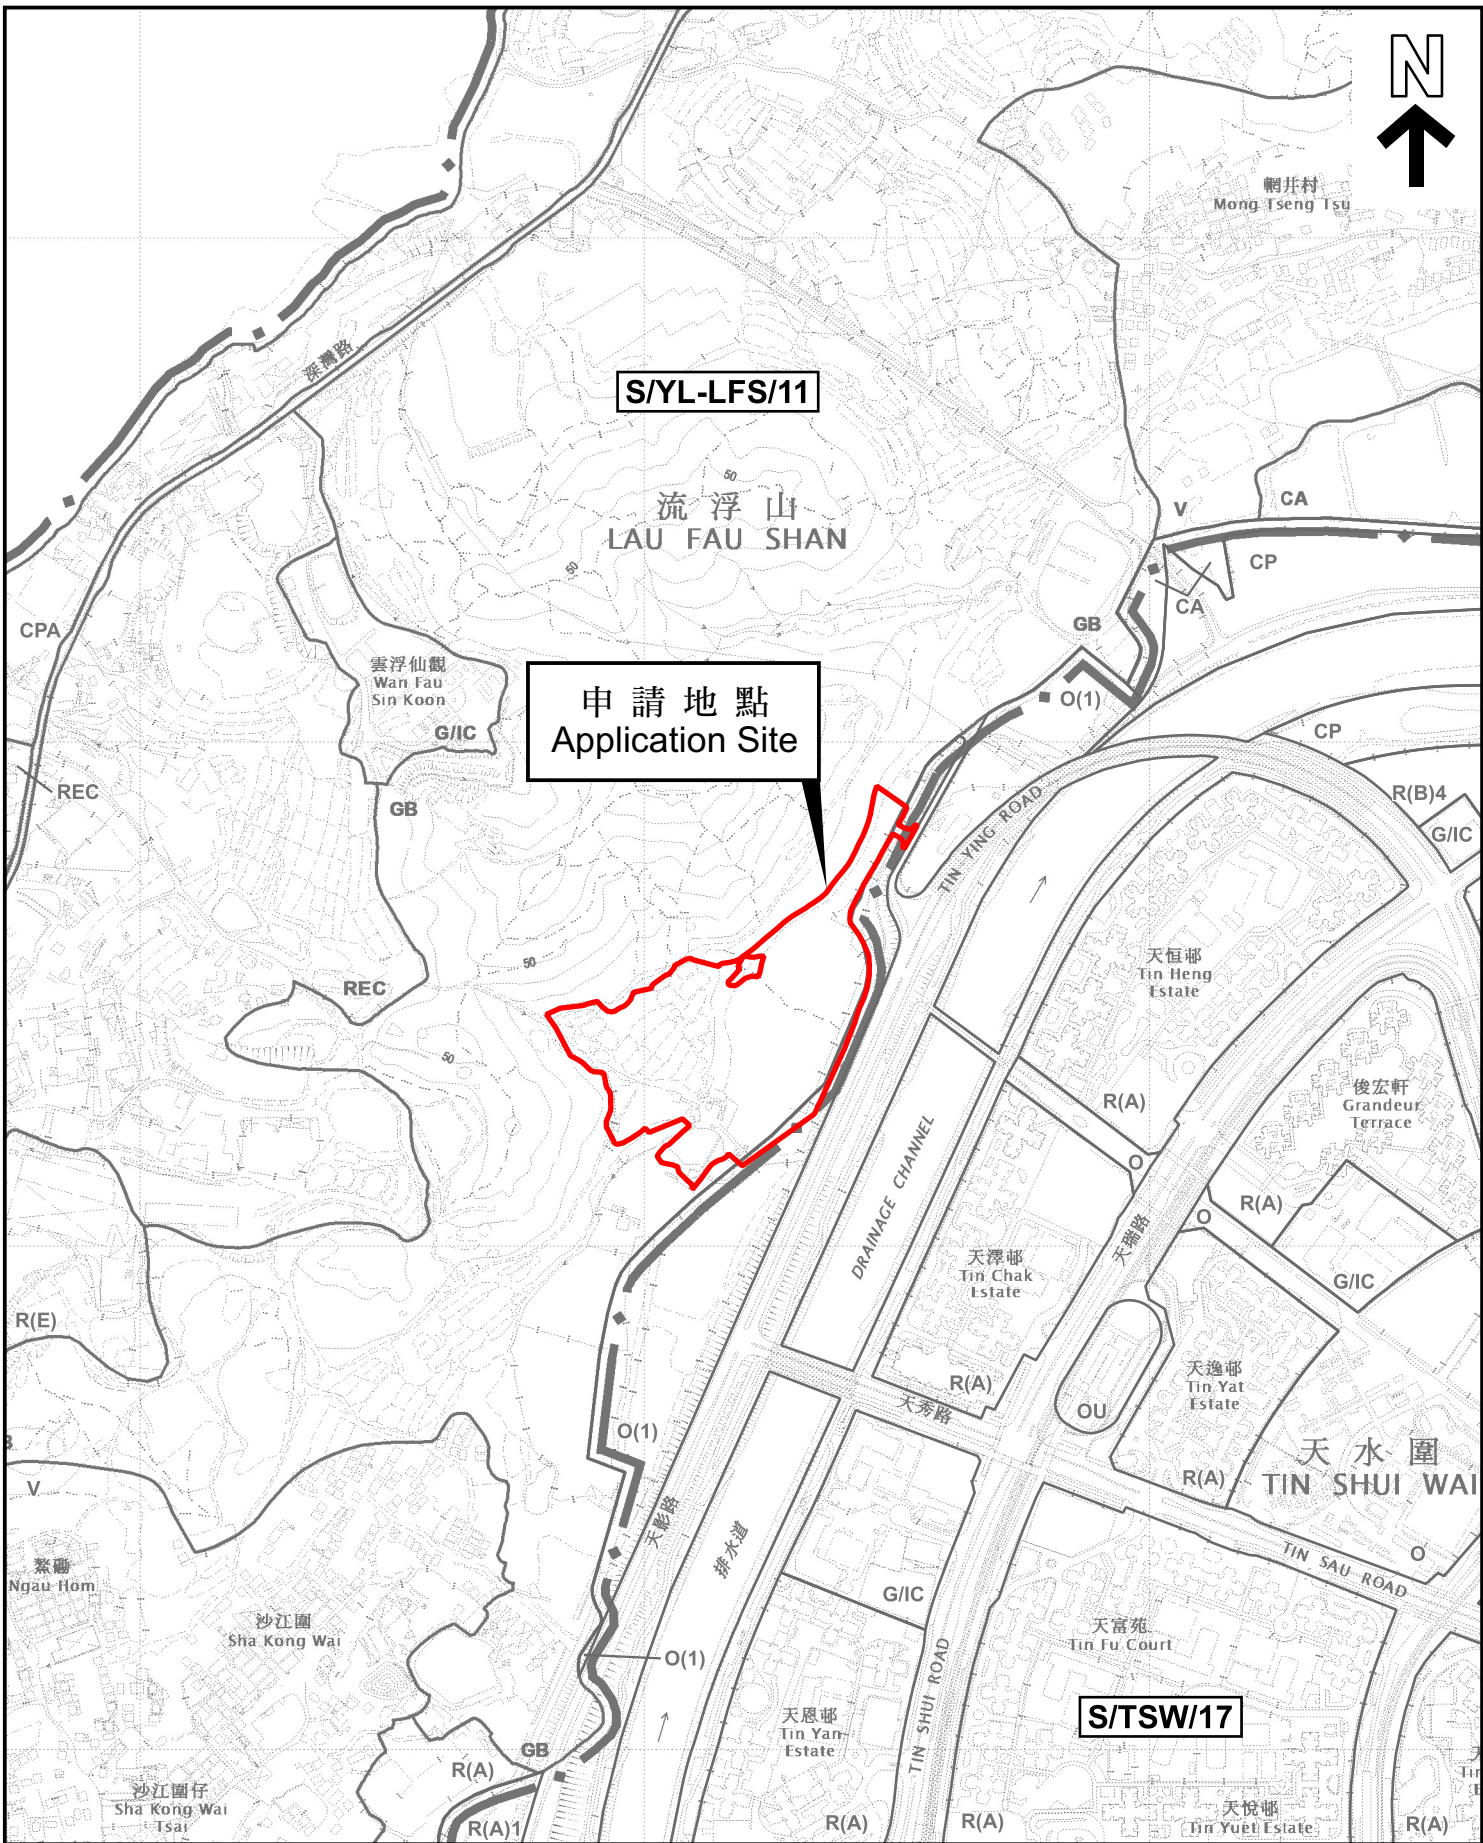 N
網井村
Mong Tseng Tsu
深灣路
S/YL-LFS/11
50
流浮山
LAU FAU SHAN
50
V
CA
CP
CA
GB
CPA
雲浮仙觀
Wan Fau
Sin Koon
G/IC
申請地點
Application Site
O(1)
CP
REC
GB
R(B)4
G/IC
TIN YING ROAD
天恒邨
Tin Heng
Estate
50
REC
50
俊宏軒
Grandeur
Terrace
R(A)
DRAINAGE CHANNEL
O
R(A)
O
天瑞路
天澤邨
Tin Chak
Estate
G/IC
R(E)
天逸邨
Tin Yat
Estate
R(A)
OU
天秀路
O(1)
天水圍
TIN SHUI WAI
R(A)
V
天影路
排水道
TIN SAU ROAD
O
鰲磡
Ngau Hom
G/IC
沙江圍
Sha Kong Wai
天富苑
Tin Fu Court
O(1)
TIN SHUI ROAD
天恩邨
Tin Yan
Estate
S/TSW/17
GB
R(A)
沙江圍仔
Sha Kong Wai
Tsai
R(A)1
R(A)
R(A)
天悅邨
Tin Yuet Estate
R(A)